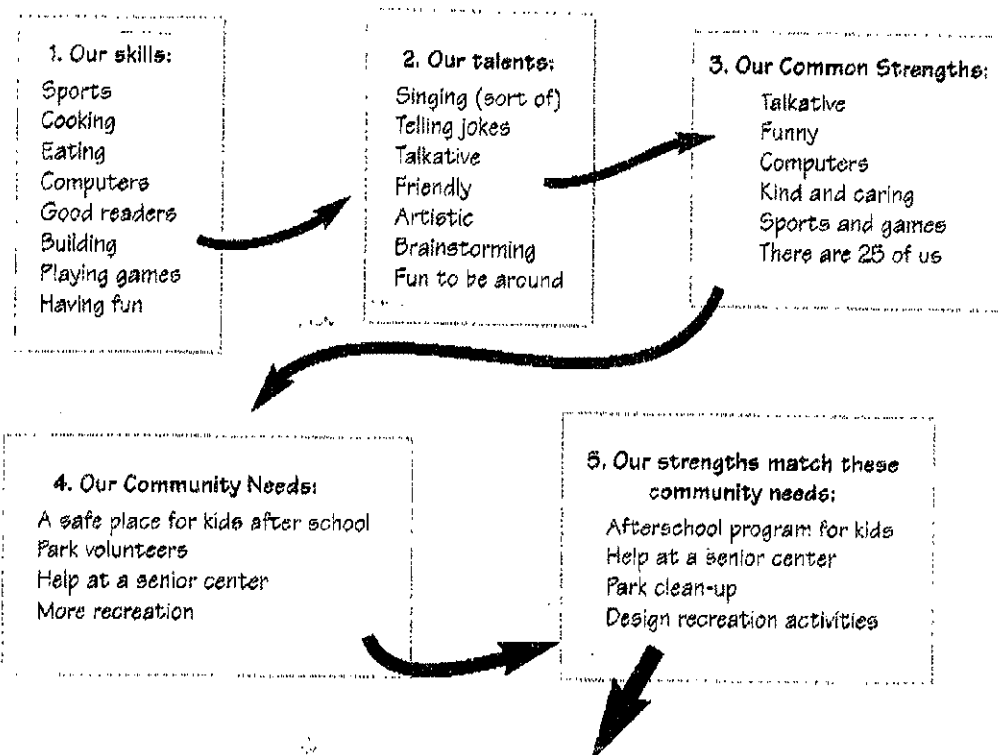 1. Our skills:
Sports
Cooking
Eating
Computers
Good readers
Building
Playing games
Having fun
2. Our talents:
Singing (sort of)
Telling jokes
Talkative
Friendly
Artistic
Brainstorming
Fun to be around
3. Our Common Strengths:
Talkative
Funny
Computers
Kind and caring
Sports and games
There are 25 of us
4. Our Community Needs:
A safe place for kids after school
Park volunteers
Help at a senior center
More recreation
5. Our strengths match these
community needs:
Afterschool program for kids
Help at a senior center
Park clean-up
Design recreation activities